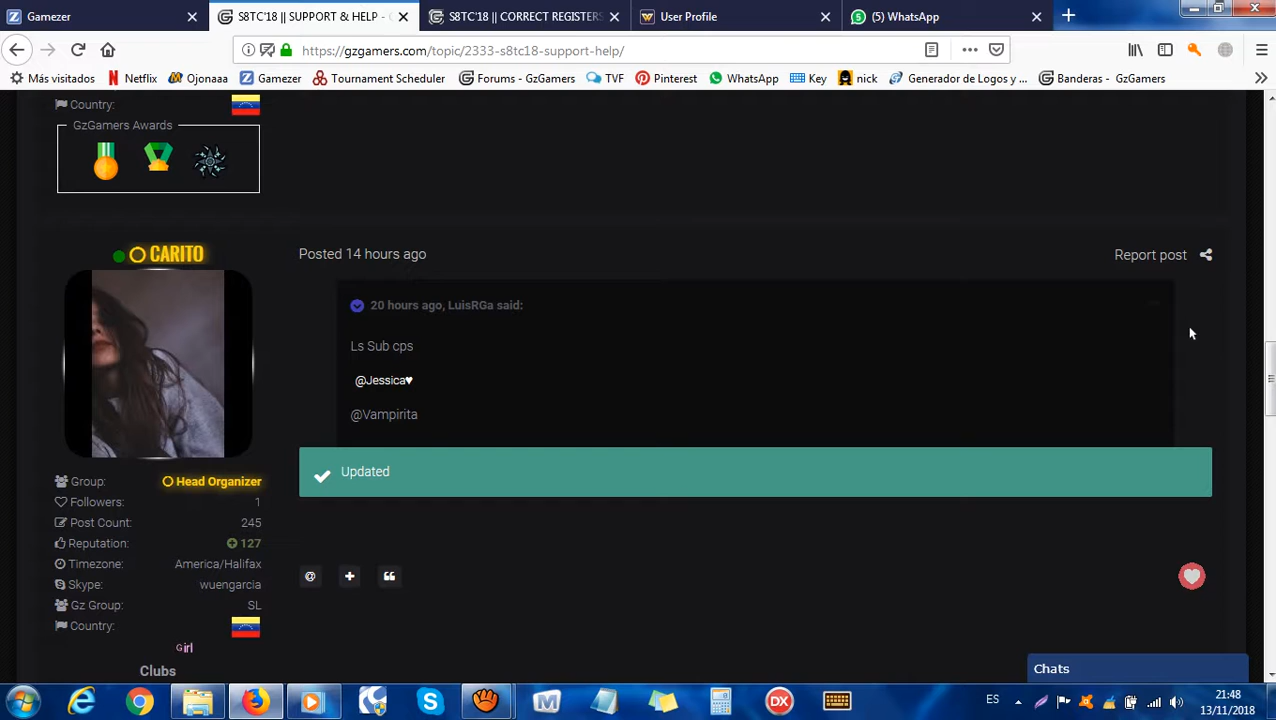 Gamezer
S8TC'18 || SUPPORT & HELP -
S8TC'18 || CORRECT REGISTERS
User Profile
(5) WhatsApp
https://gzgamers.com/topic/2333-s8tc18-support-help/
Más visitados
Netflix
Ojonaaa
Gamezer
Tournament Scheduler
Forums - GzGamers
TVF
Pinterest
WhatsApp
Key
nick
Generador de Logos y ...
Banderas - GzGamers
Country:
GzGamers Awards
CARITO
Posted 14 hours ago
Report post
20 hours ago, LuisRGa said:
Ls Sub cps
@Jessica♥
@Vampirita
Updated
Group: Head Organizer
Followers: 1
Post Count: 245
Reputation: 127
Timezone: America/Halifax
Skype: wuengarcia
Gz Group: SL
Country:
Girl
Clubs
Chats
ES
21:48
13/11/2018